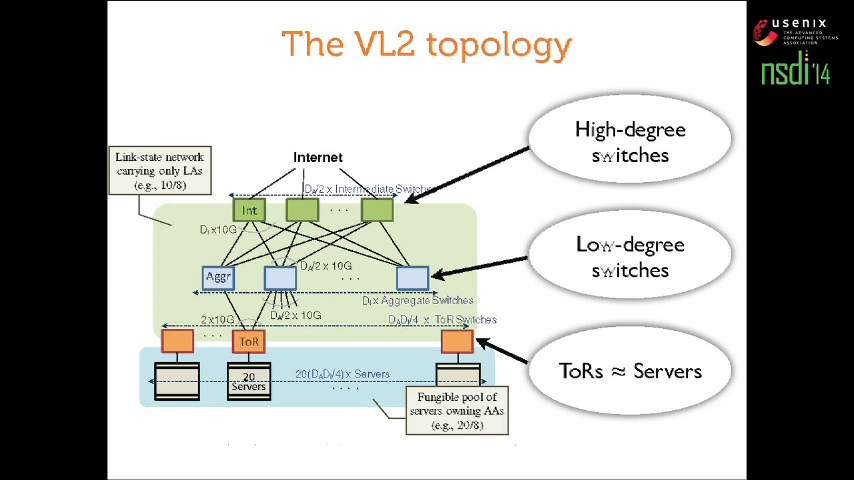 The VL2 topology
usenix
THE ADVANCED
COMPUTING SYSTEMS
ASSOCIATION
nsdi '14
High-degree
switches
Link-state network
carrying only LAs
(e.g., 10/8)
Internet
D_A/2 x Intermediate Switches
Int
. . .
D_I x10G
Low-degree
switches
D_A/2 x 10G
Aggr
. . .
D_I x Aggregate Switches
D_A/2 x 10G
2 x10G
D_A D_I/4 x ToR Switches
. . .
ToR
ToRs ≈ Servers
20
Servers
20(D_A D_I/4) x Servers
. . . .
Fungible pool of
servers owning AAs
(e.g., 20/8)